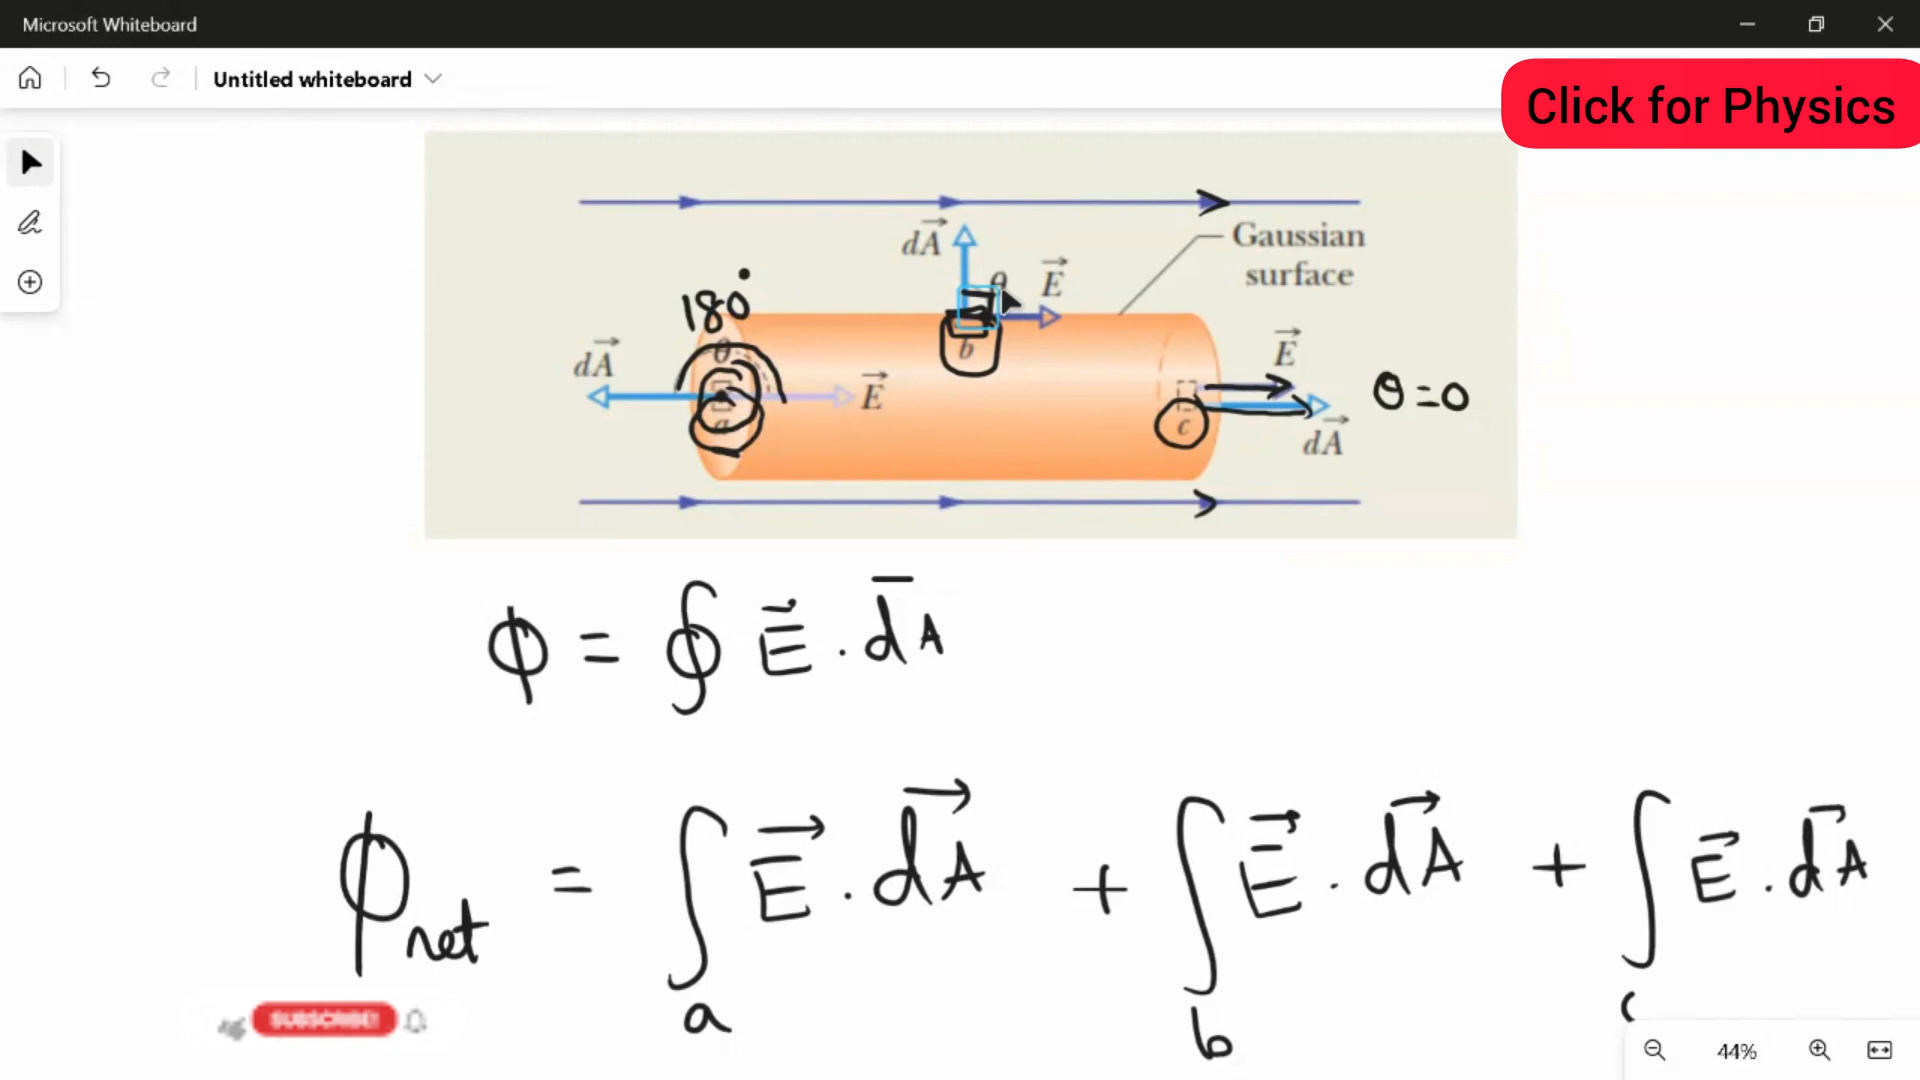 Microsoft Whiteboard
Untitled whiteboard
Click for Physics
dA⃗
θ
E⃗
Gaussian
surface
180°
dA⃗
θ
E⃗
a
b
E⃗
dA⃗
c
θ = 0
ϕ = ∮ E⃗ . dA
ϕnet = ∫a E⃗ . dA⃗ + ∫b E⃗ . dA⃗ + ∫ E⃗ . dA⃗
SUBSCRIBE!
44%